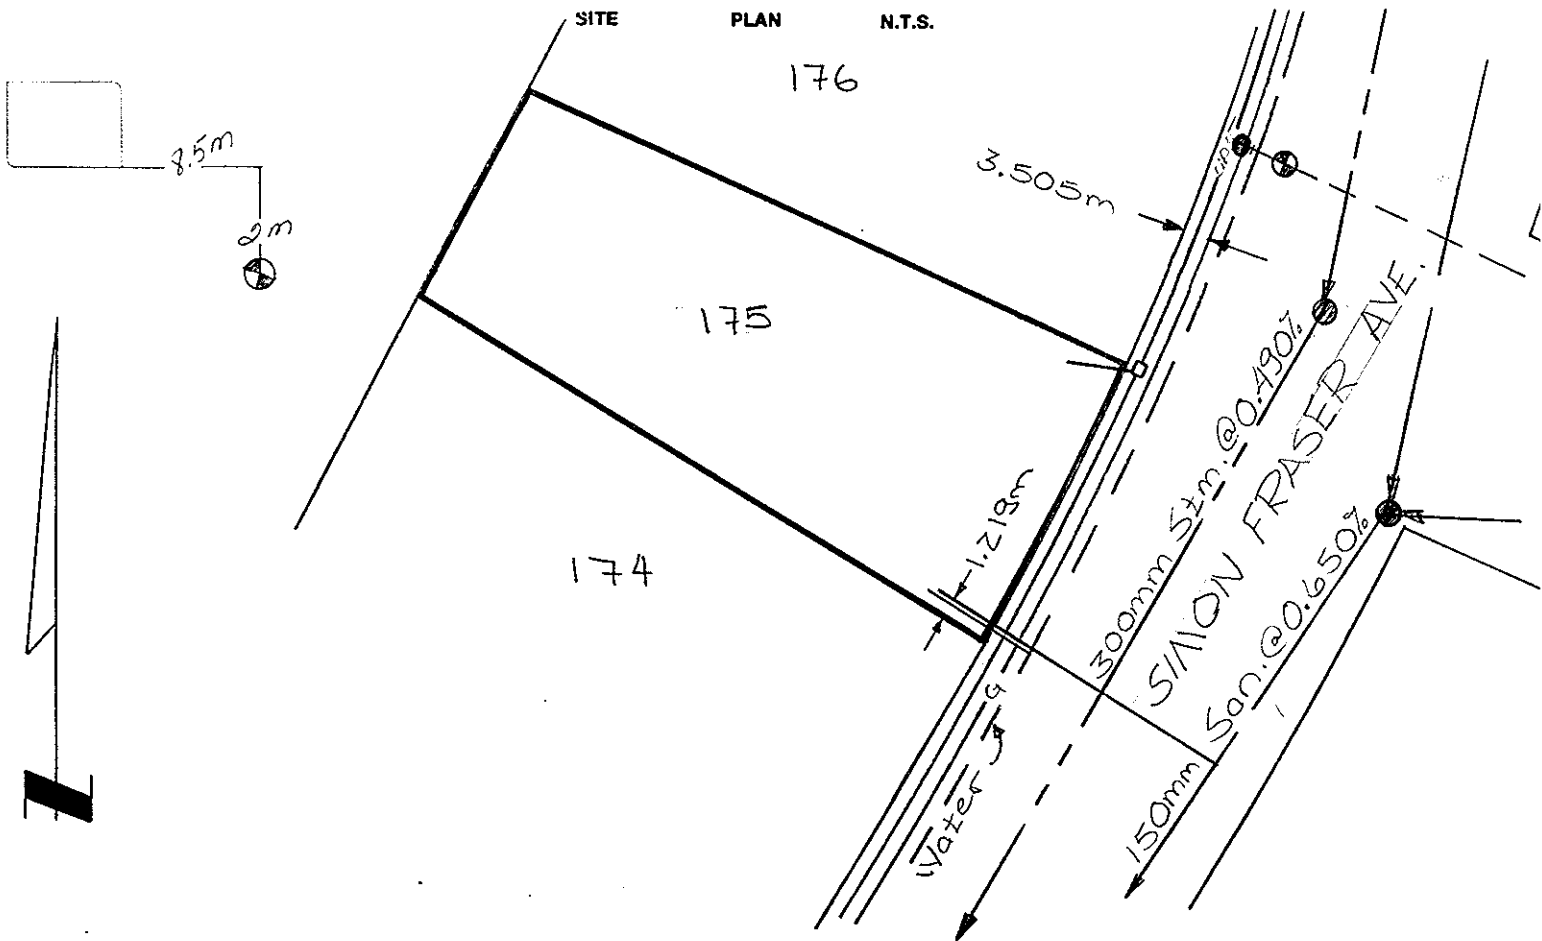 SITE PLAN N.T.S.
176
8.5m
3.505m
2m
175
1.219m
174
300mm Stm. @ 0.490%
SIMON FRASER AVE.
150mm San. @ 0.650%
G
Water